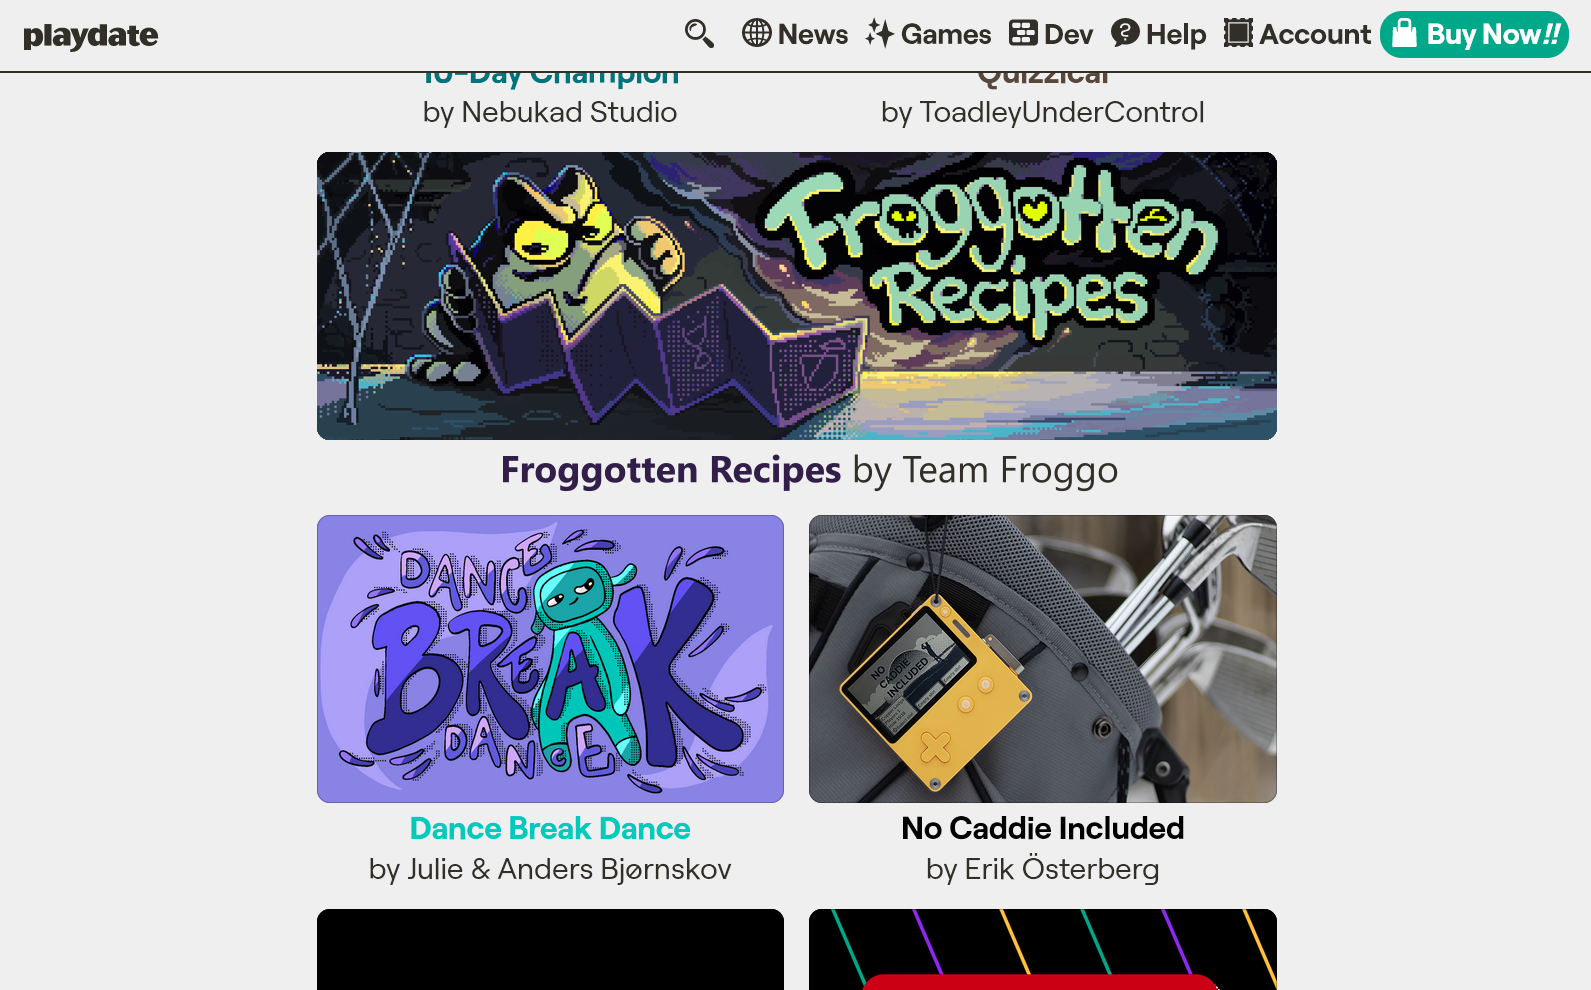 playdate
News
Games
Dev
Help
Account
Buy Now!!
10-Day Champion
Quizzical
by Nebukad Studio
by ToadleyUnderControl
Froggotten
Recipes
Froggotten Recipes by Team Froggo
DANCE
BREAK
DANCE
NO
CADDIE
INCLUDED
Dance Break Dance
No Caddie Included
by Julie & Anders Bjørnskov
by Erik Österberg